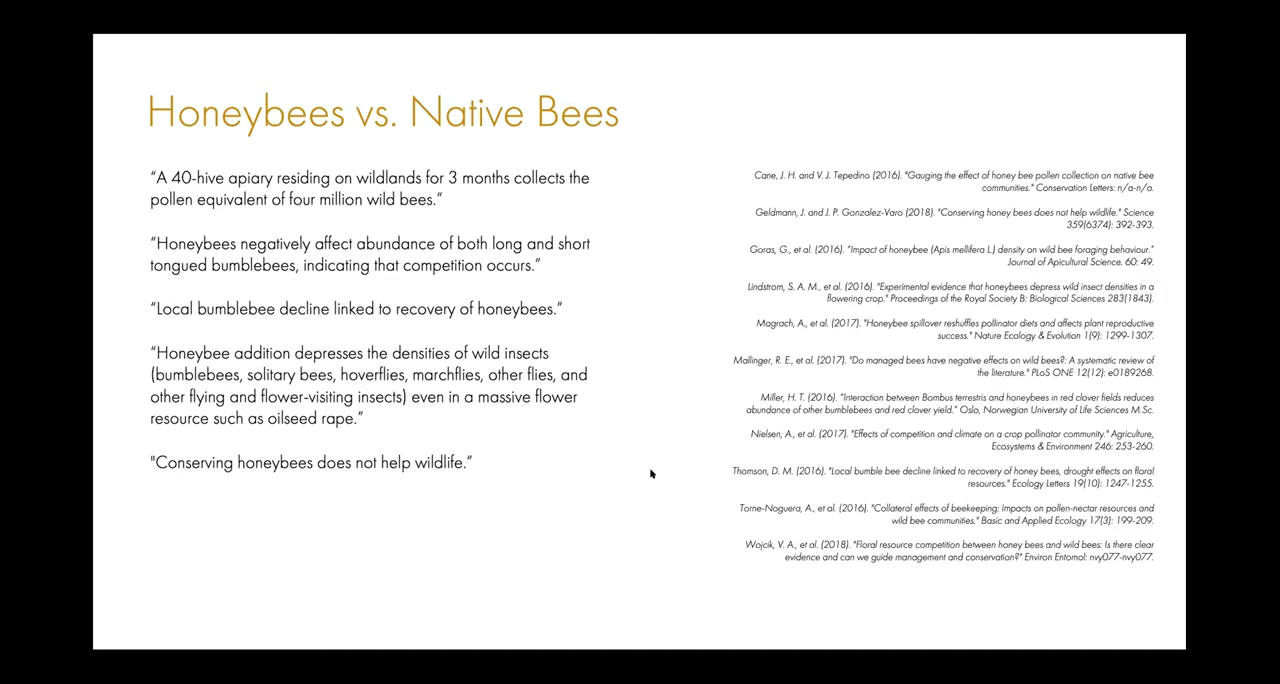 Honeybees vs. Native Bees
“A 40-hive apiary residing on wildlands for 3 months collects the
pollen equivalent of four million wild bees.”
“Honeybees negatively affect abundance of both long and short
tongued bumblebees, indicating that competition occurs.”
“Local bumblebee decline linked to recovery of honeybees.”
“Honeybee addition depresses the densities of wild insects
(bumblebees, solitary bees, hoverflies, marchflies, other flies, and
other flying and flower-visiting insects) even in a massive flower
resource such as oilseed rape.”
"Conserving honeybees does not help wildlife.”
Cane, J. H. and V. J. Tepedino (2016). "Gauging the effect of honey bee pollen collection on native bee
communities." Conservation Letters: n/a-n/a.
Geldmann, J. and J. P. Gonzalez-Varo (2018). "Conserving honey bees does not help wildlife." Science
359(6374): 392-393.
Goras, G., et al. (2016). “Impact of honeybee (Apis mellifera L.) density on wild bee foraging behaviour.”
Journal of Apicultural Science. 60: 49.
Lindstrom, S. A. M., et al. (2016). "Experimental evidence that honeybees depress wild insect densities in a
flowering crop." Proceedings of the Royal Society B: Biological Sciences 283(1843).
Magrach, A., et al. (2017). "Honeybee spillover reshuffles pollinator diets and affects plant reproductive
success." Nature Ecology & Evolution 1(9): 1299-1307.
Mallinger, R. E., et al. (2017). "Do managed bees have negative effects on wild bees?: A systematic review of
the literature." PLoS ONE 12(12): e0189268.
Miller, H. T. (2016). “Interaction between Bombus terrestris and honeybees in red clover fields reduces
abundance of other bumblebees and red clover yield.” Oslo, Norwegian University of Life Sciences M.Sc.
Nielsen, A., et al. (2017). "Effects of competition and climate on a crop pollinator community." Agriculture,
Ecosystems & Environment 246: 253-260.
Thomson, D. M. (2016). "Local bumble bee decline linked to recovery of honey bees, drought effects on floral
resources." Ecology Letters 19(10): 1247-1255.
Torne-Noguera, A., et al. (2016). "Collateral effects of beekeeping: Impacts on pollen-nectar resources and
wild bee communities." Basic and Applied Ecology 17(3): 199-209.
Wojcik, V. A., et al. (2018). "Floral resource competition between honey bees and wild bees: Is there clear
evidence and can we guide management and conservation?" Environ Entomol: nvy077-nvy077.